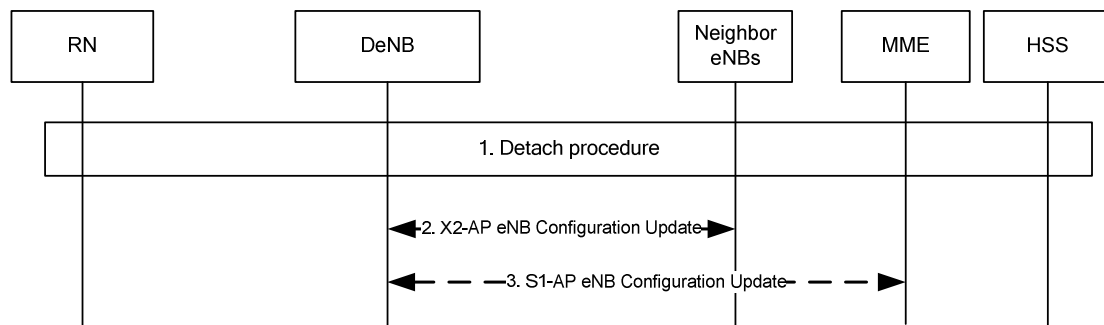 RN
DeNB
Neighbor
eNBs
MME
HSS
1. Detach procedure
2. X2-AP eNB Configuration Update
3. S1-AP eNB Configuration Update